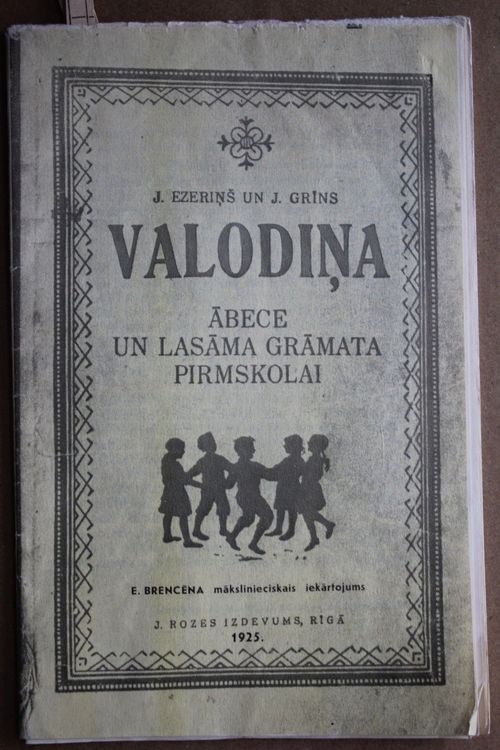 J. EZERIŅŠ UN J. GRĪNS
VALODIŅA
ĀBECE
UN LASĀMA GRĀMATA
PIRMSKOLAI
E. BRENCĒNA mākslinieciskais iekārtojums
J. ROZES IZDEVUMS, RĪGĀ
1925.